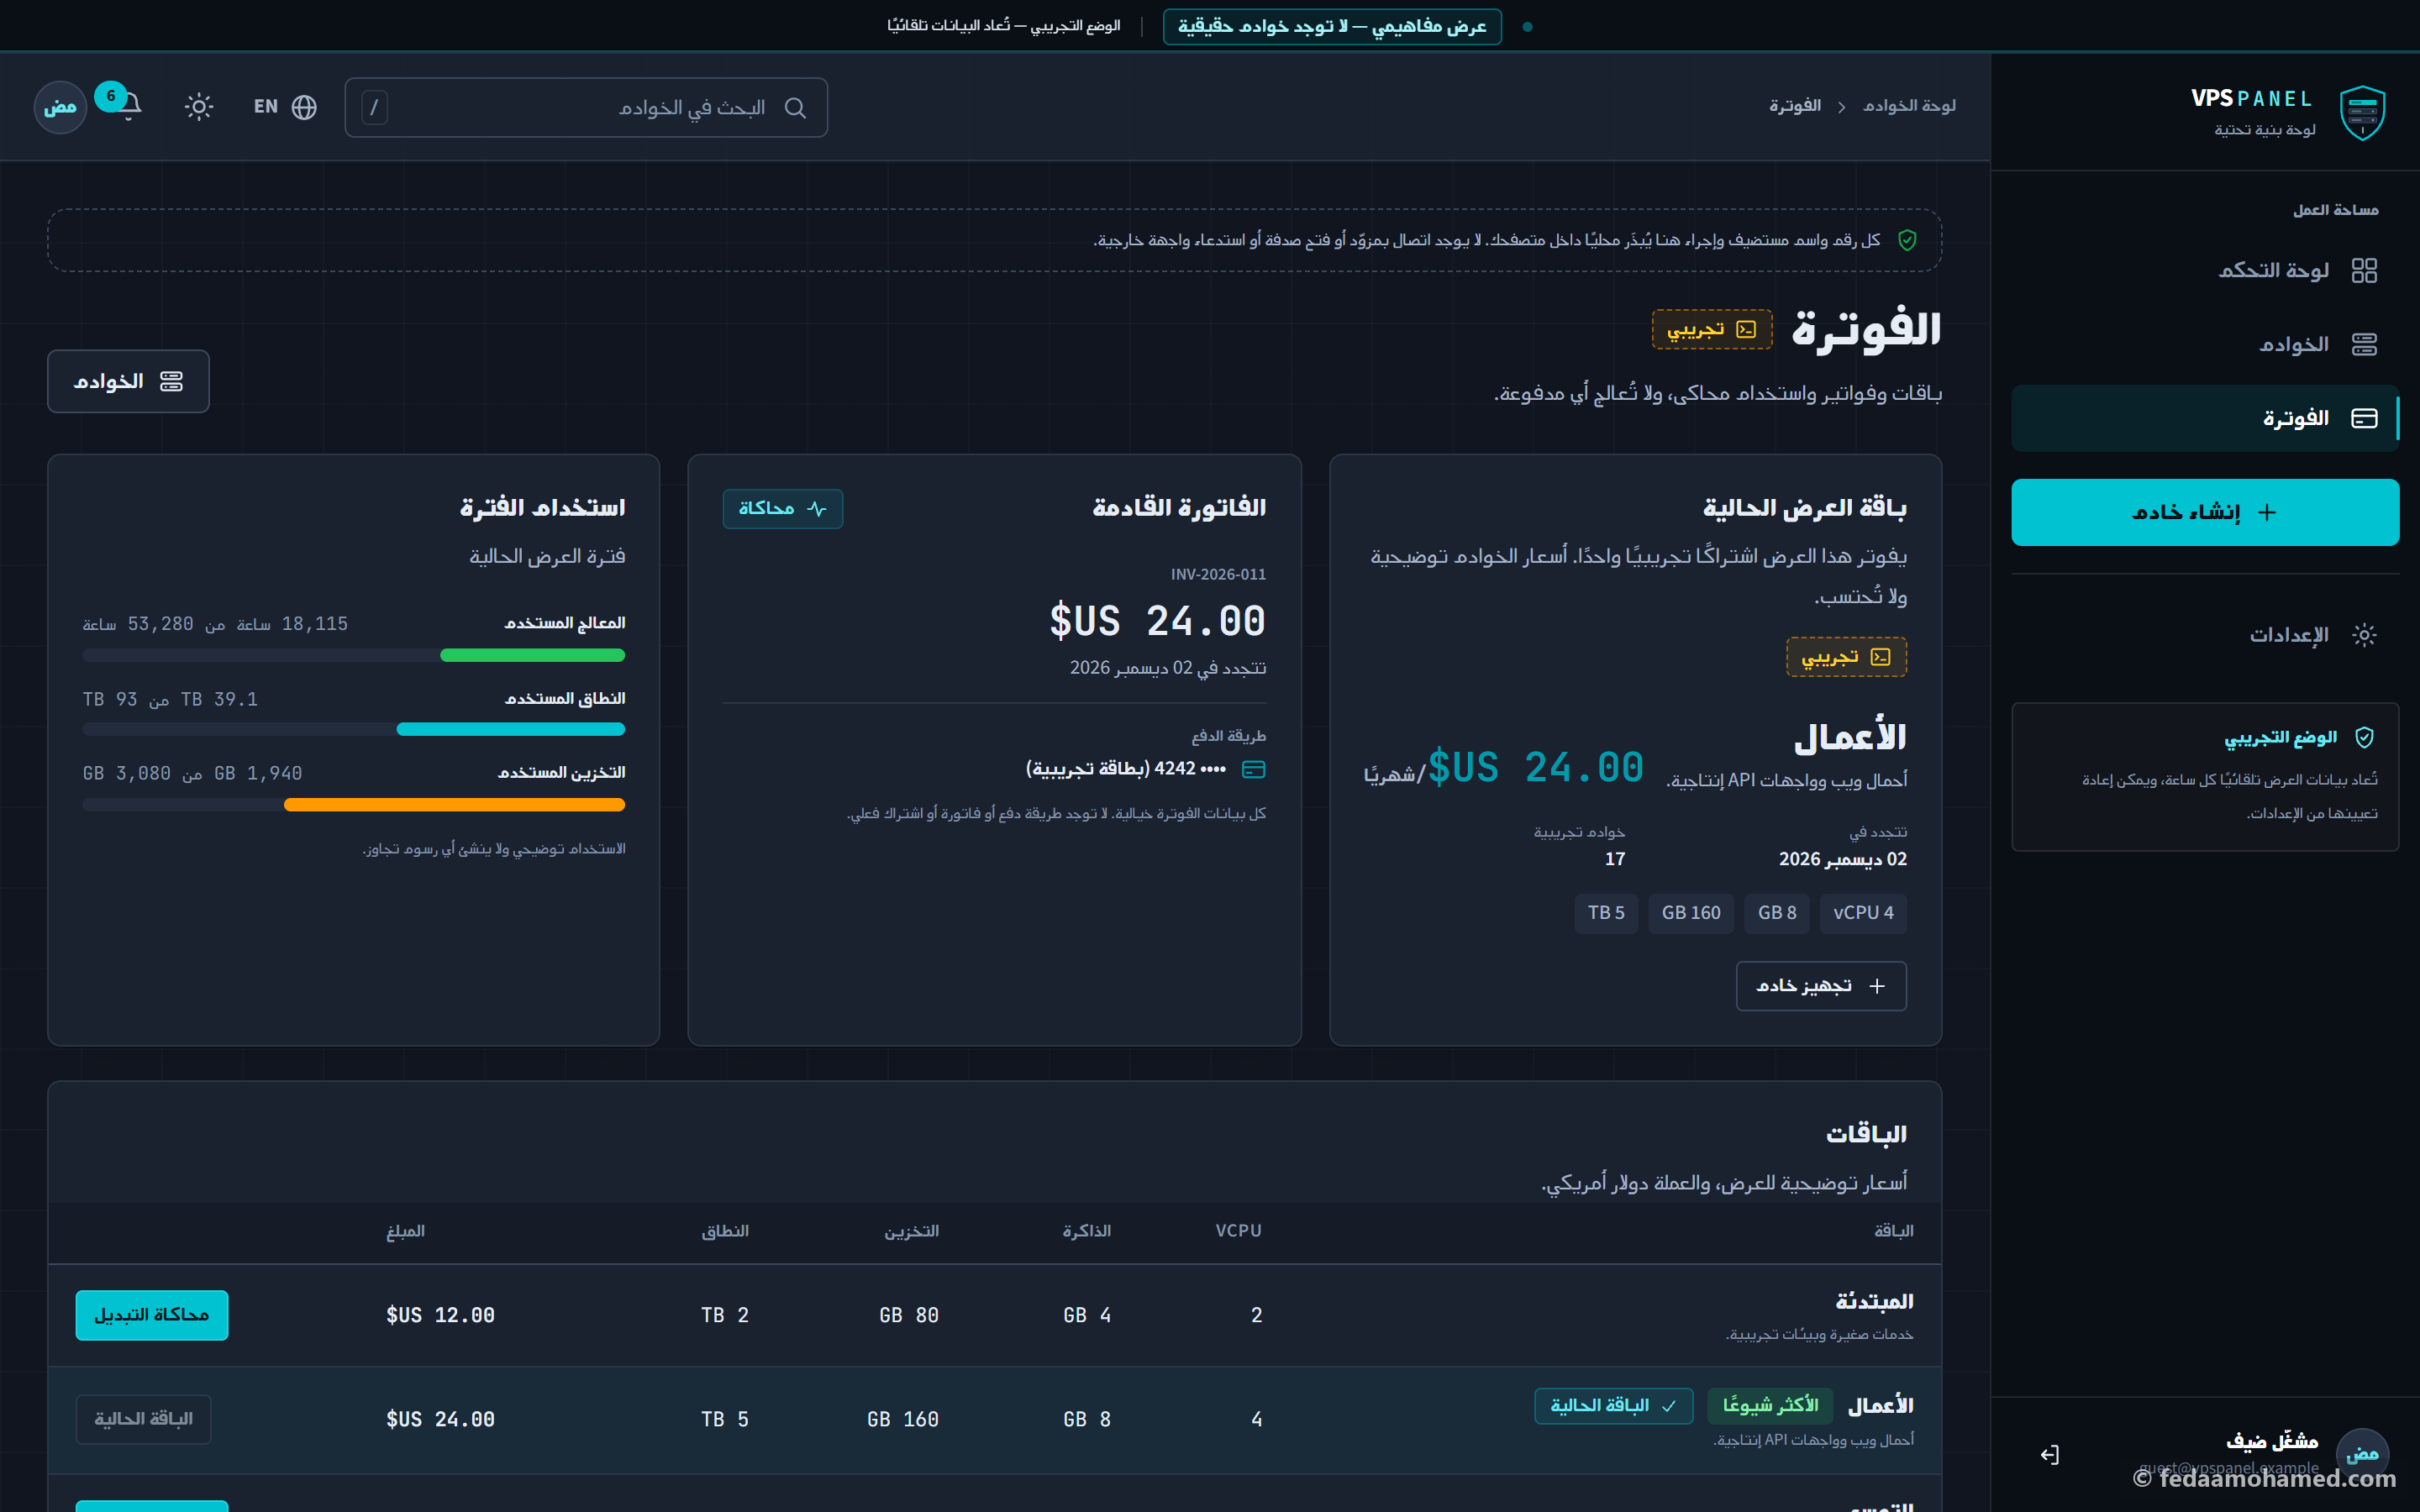 عرض مفاهيمي — لا توجد خوادم حقيقية
الوضع التجريبي — تُعاد البيانات تلقائيًا
VPSPANEL
لوحة بنية تحتية
مساحة العمل
لوحة التحكم
الخوادم
الفوترة
إنشاء خادم
الإعدادات
الوضع التجريبي
تُعاد بيانات العرض تلقائيًا كل ساعة، ويمكن إعادة
تعيينها من الإعدادات.
مشغّل ضيف
مض
guest@vpspanel.example
© fedaamohamed.com
لوحة الخوادم
الفوترة
البحث في الخوادم
/
EN
6
مض
كل رقم واسم مستضيف وإجراء هنا يُبذَر محليًا داخل متصفحك. لا يوجد اتصال بمزوّد أو فتح صدفة أو استدعاء واجهة خارجية.
الفوترة
تجريبي
باقات وفواتير واستخدام محاكى، ولا تُعالج أي مدفوعة.
الخوادم
باقة العرض الحالية
يفوتر هذا العرض اشتراكًا تجريبيًا واحدًا. أسعار الخوادم توضيحية
ولا تُحتسب.
تجريبي
الأعمال
أحمال ويب وواجهات API إنتاجية.
$US 24.00/شهريًا
تتجدد في
02 ديسمبر 2026
خوادم تجريبية
17
vCPU 4
GB 8
GB 160
TB 5
تجهيز خادم
الفاتورة القادمة
محاكاة
INV-2026-011
$US 24.00
تتجدد في 02 ديسمبر 2026
طريقة الدفع
•••• 4242 (بطاقة تجريبية)
كل بيانات الفوترة خيالية. لا توجد طريقة دفع أو فاتورة أو اشتراك فعلي.
استخدام الفترة
فترة العرض الحالية
المعالج المستخدم
18,115 ساعة من 53,280 ساعة
النطاق المستخدم
TB 39.1 من TB 93
التخزين المستخدم
GB 1,940 من GB 3,080
الاستخدام توضيحي ولا ينشئ أي رسوم تجاوز.
الباقات
أسعار توضيحية للعرض، والعملة دولار أمريكي.
الباقة
VCPU
الذاكرة
التخزين
النطاق
المبلغ
المبتدئة
خدمات صغيرة وبيئات تجريبية.
2
GB 4
GB 80
TB 2
$US 12.00
محاكاة التبديل
الأعمال
الأكثر شيوعًا
الباقة الحالية
أحمال ويب وواجهات API إنتاجية.
4
GB 8
GB 160
TB 5
$US 24.00
الباقة الحالية